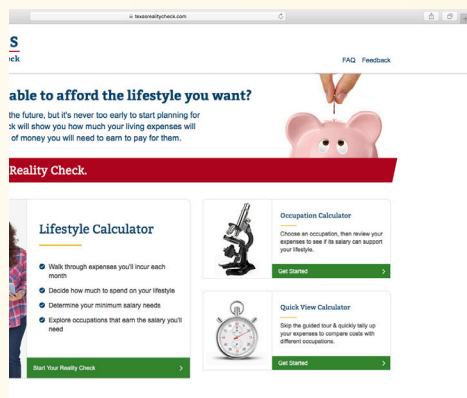 texasrealitycheck.com
S
eck
FAQ Feedback
able to afford the lifestyle you want?
the future, but it's never too early to start planning for
ck will show you how much your living expenses will
of money you will need to earn to pay for them.
Reality Check.
Lifestyle Calculator
Walk through expenses you'll incur each
month
Decide how much to spend on your lifestyle
Determine your minimum salary needs
Explore occupations that earn the salary you'll
need
Start Your Reality Check
Occupation Calculator
Choose an occupation, then review your
expenses to see if its salary can support
your lifestyle.
Get Started
Quick View Calculator
Skip the guided tour & quickly tally up
your expenses to compare costs with
different occupations.
Get Started